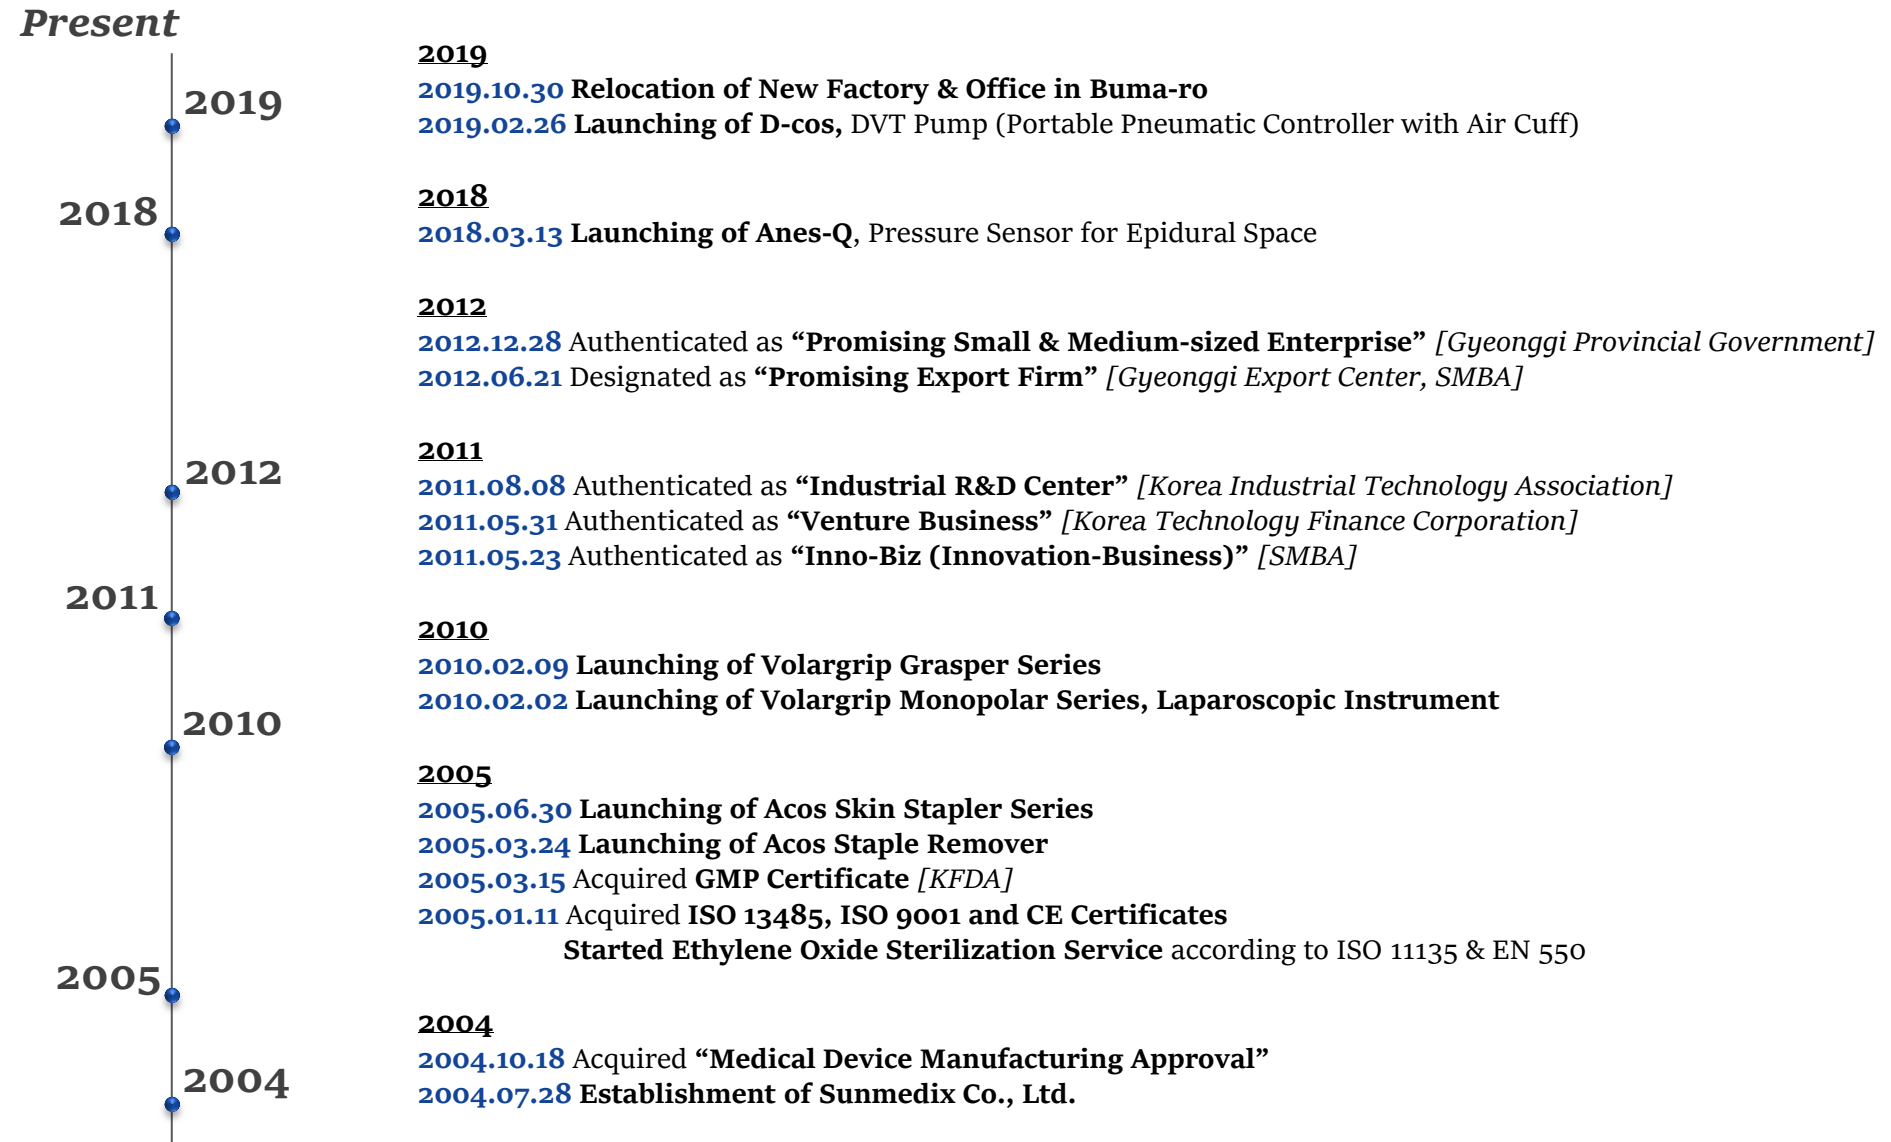 Present
2019
2018
2012
2011
2010
2005
2004
2019
2019.10.30 Relocation of New Factory & Office in Buma-ro
2019.02.26 Launching of D-cos, DVT Pump (Portable Pneumatic Controller with Air Cuff)
2018
2018.03.13 Launching of Anes-Q, Pressure Sensor for Epidural Space
2012
2012.12.28 Authenticated as “Promising Small & Medium-sized Enterprise” [Gyeonggi Provincial Government]
2012.06.21 Designated as “Promising Export Firm” [Gyeonggi Export Center, SMBA]
2011
2011.08.08 Authenticated as “Industrial R&D Center” [Korea Industrial Technology Association]
2011.05.31 Authenticated as “Venture Business” [Korea Technology Finance Corporation]
2011.05.23 Authenticated as “Inno-Biz (Innovation-Business)” [SMBA]
2010
2010.02.09 Launching of Volargrip Grasper Series
2010.02.02 Launching of Volargrip Monopolar Series, Laparoscopic Instrument
2005
2005.06.30 Launching of Acos Skin Stapler Series
2005.03.24 Launching of Acos Staple Remover
2005.03.15 Acquired GMP Certificate [KFDA]
2005.01.11 Acquired ISO 13485, ISO 9001 and CE Certificates
Started Ethylene Oxide Sterilization Service according to ISO 11135 & EN 550
2004
2004.10.18 Acquired “Medical Device Manufacturing Approval”
2004.07.28 Establishment of Sunmedix Co., Ltd.